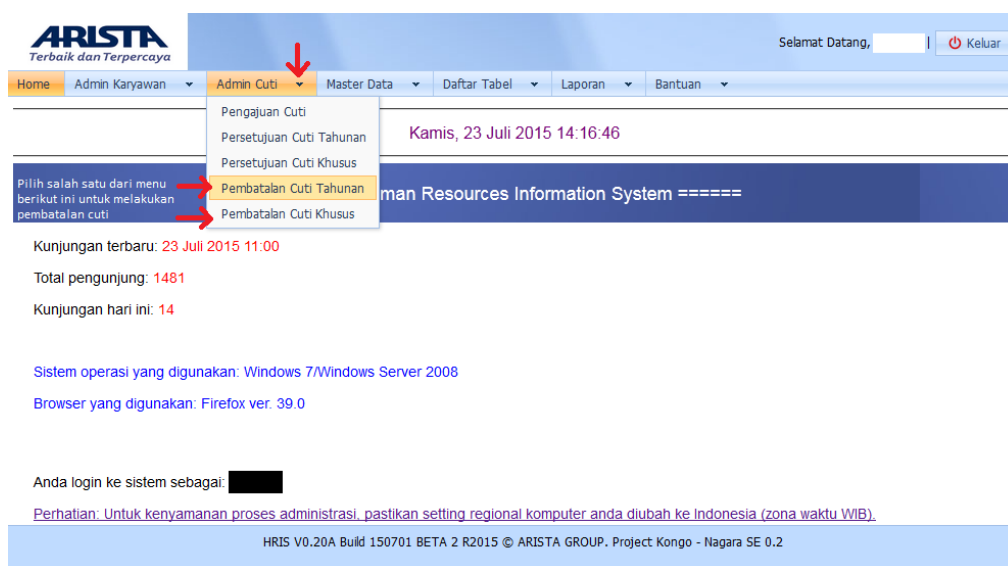 ARISTA
Terbaik dan Terpercaya
Selamat Datang, | Keluar
Home Admin Karyawan Admin Cuti Master Data Daftar Tabel Laporan Bantuan
Pengajuan Cuti
Persetujuan Cuti Tahunan
Persetujuan Cuti Khusus
Pembatalan Cuti Tahunan
Pembatalan Cuti Khusus
Kamis, 23 Juli 2015 14:16:46
Pilih salah satu dari menu
berikut ini untuk melakukan
pembatalan cuti
man Resources Information System ======
Kunjungan terbaru: 23 Juli 2015 11:00
Total pengunjung: 1481
Kunjungan hari ini: 14
Sistem operasi yang digunakan: Windows 7/Windows Server 2008
Browser yang digunakan: Firefox ver. 39.0
Anda login ke sistem sebagai:
Perhatian: Untuk kenyamanan proses administrasi, pastikan setting regional komputer anda diubah ke Indonesia (zona waktu WIB).
HRIS V0.20A Build 150701 BETA 2 R2015 © ARISTA GROUP. Project Kongo - Nagara SE 0.2